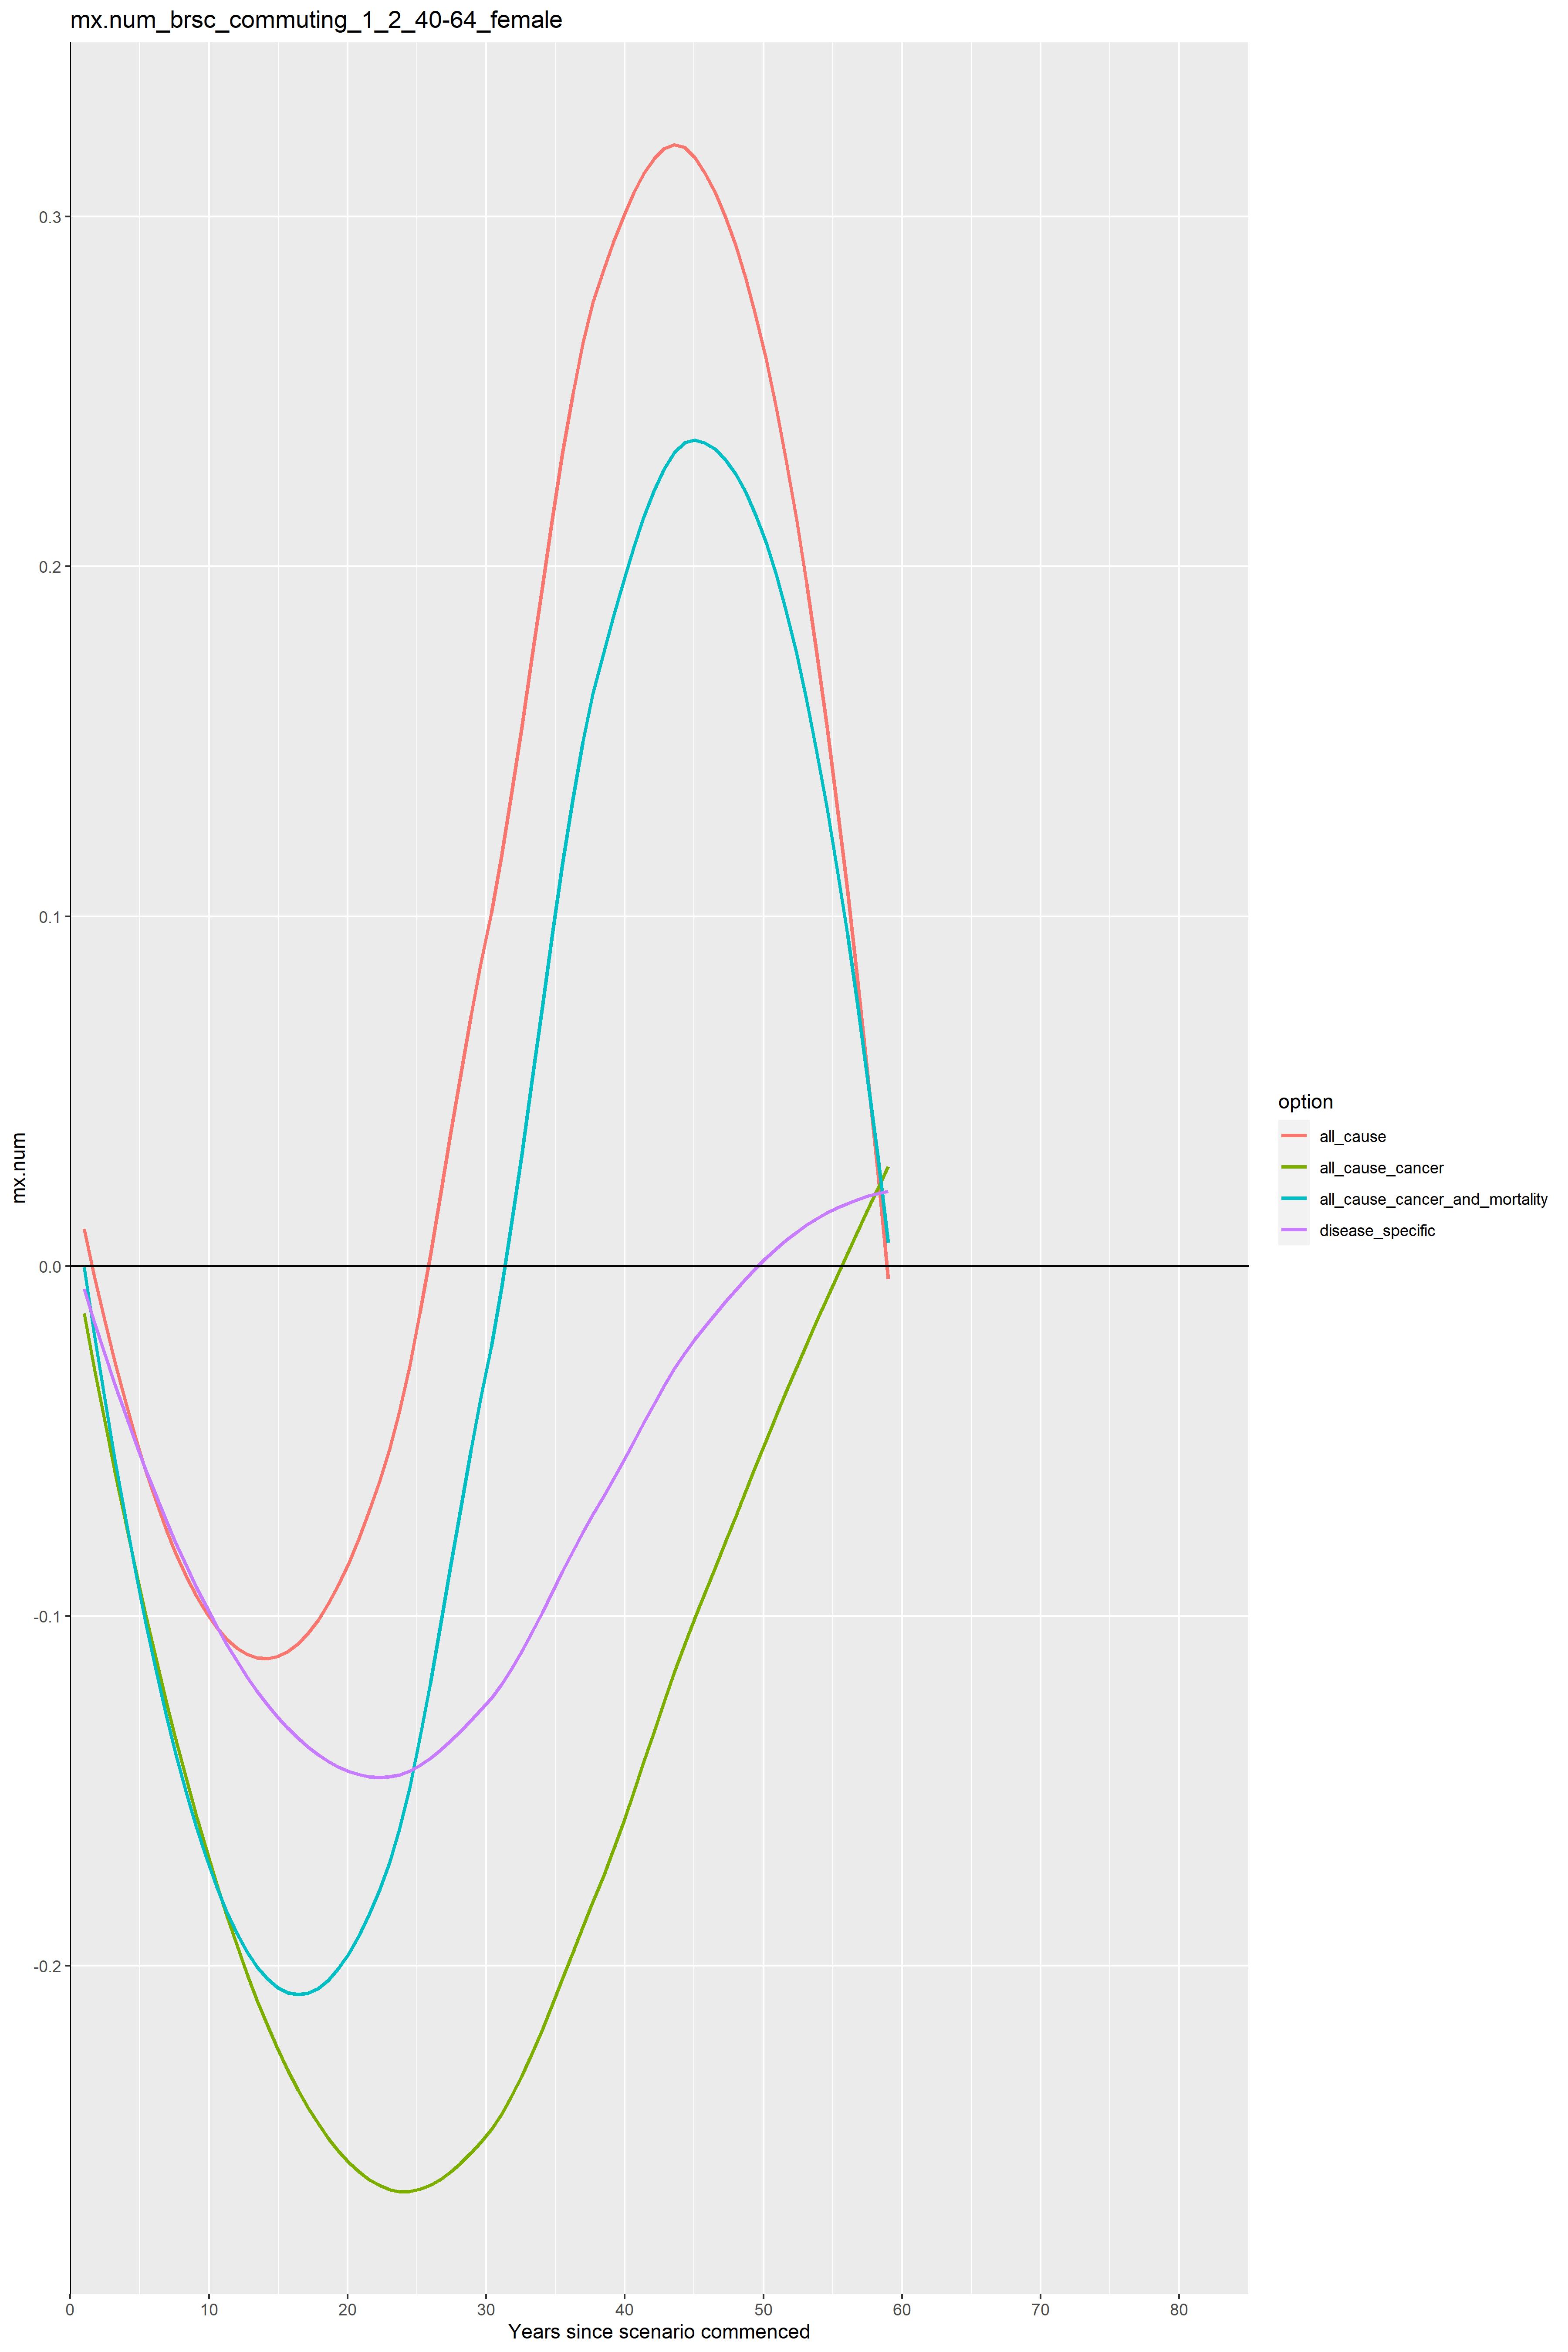 mx.num_brsc_commuting_1_2_40-64_female
0.3
0.2
0.1
0.0
-0.1
-0.2
mx.num
0 10 20 30 40 50 60 70 80
Years since scenario commenced
option
all_cause
all_cause_cancer
all_cause_cancer_and_mortality
disease_specific